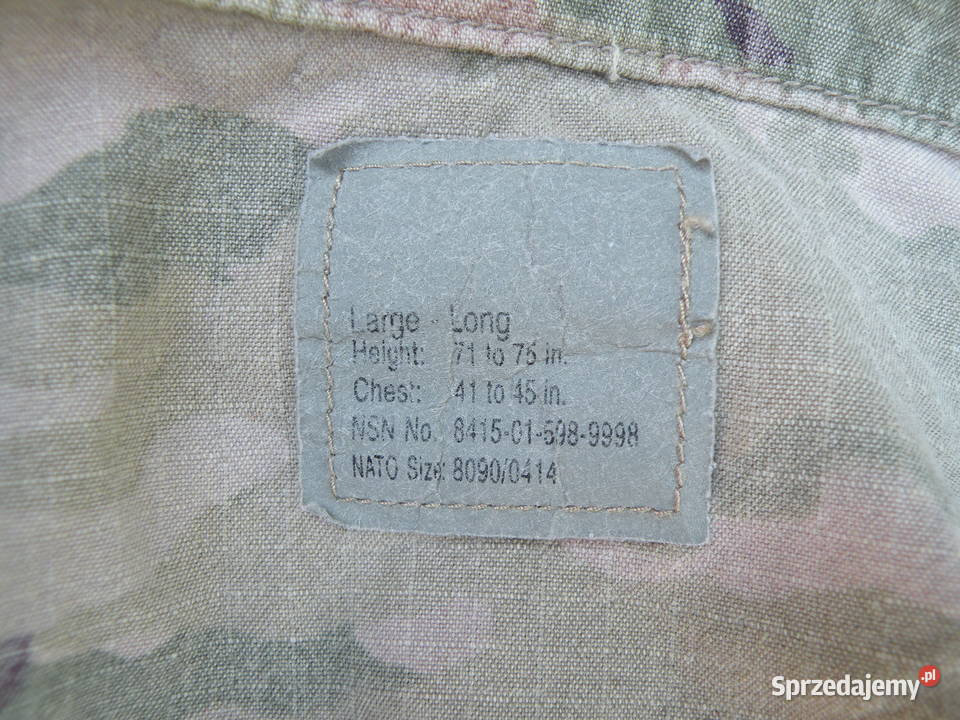 Large - Long
Height: 71 to 75 in.
Chest: 41 to 45 in.
NSN No. 8415-01-598-9998
NATO Size: 8090/0414
Sprzedajemy.pl